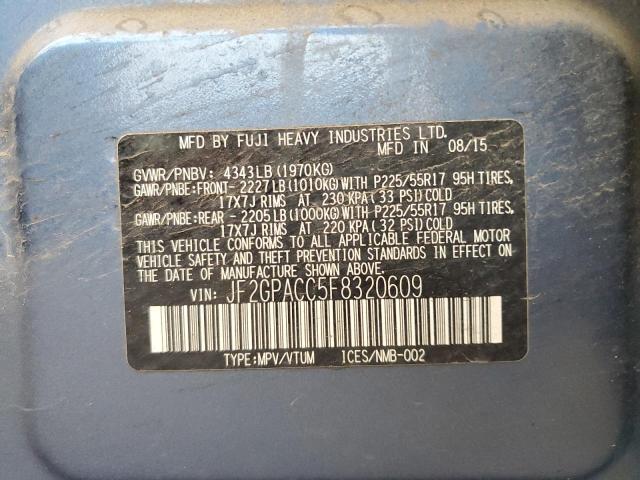 MFD BY FUJI HEAVY INDUSTRIES LTD.
MFD IN 08/15
GVWR/PNBV: 4343LB (1970KG)
GAWR/PNBE:FRONT- 2227LB(1010KG)WITH P225/55R17 95H TIRES,
17X7J RIMS AT 230 KPA ( 33 PSI) COLD
GAWR/PNBE:REAR - 2205LB(1000KG)WITH P225/55R17 95H TIRES,
17X7J RIMS AT 220 KPA ( 32 PSI) COLD
THIS VEHICLE CONFORMS TO ALL APPLICABLE FEDERAL MOTOR
VEHICLE SAFETY AND THEFT PREVENTION STANDARDS IN EFFECT ON
THE DATE OF MANUFACTURE SHOWN ABOVE.
VIN: JF2GPACC5F8320609
TYPE:MPV/VTUM ICES/NMB-002